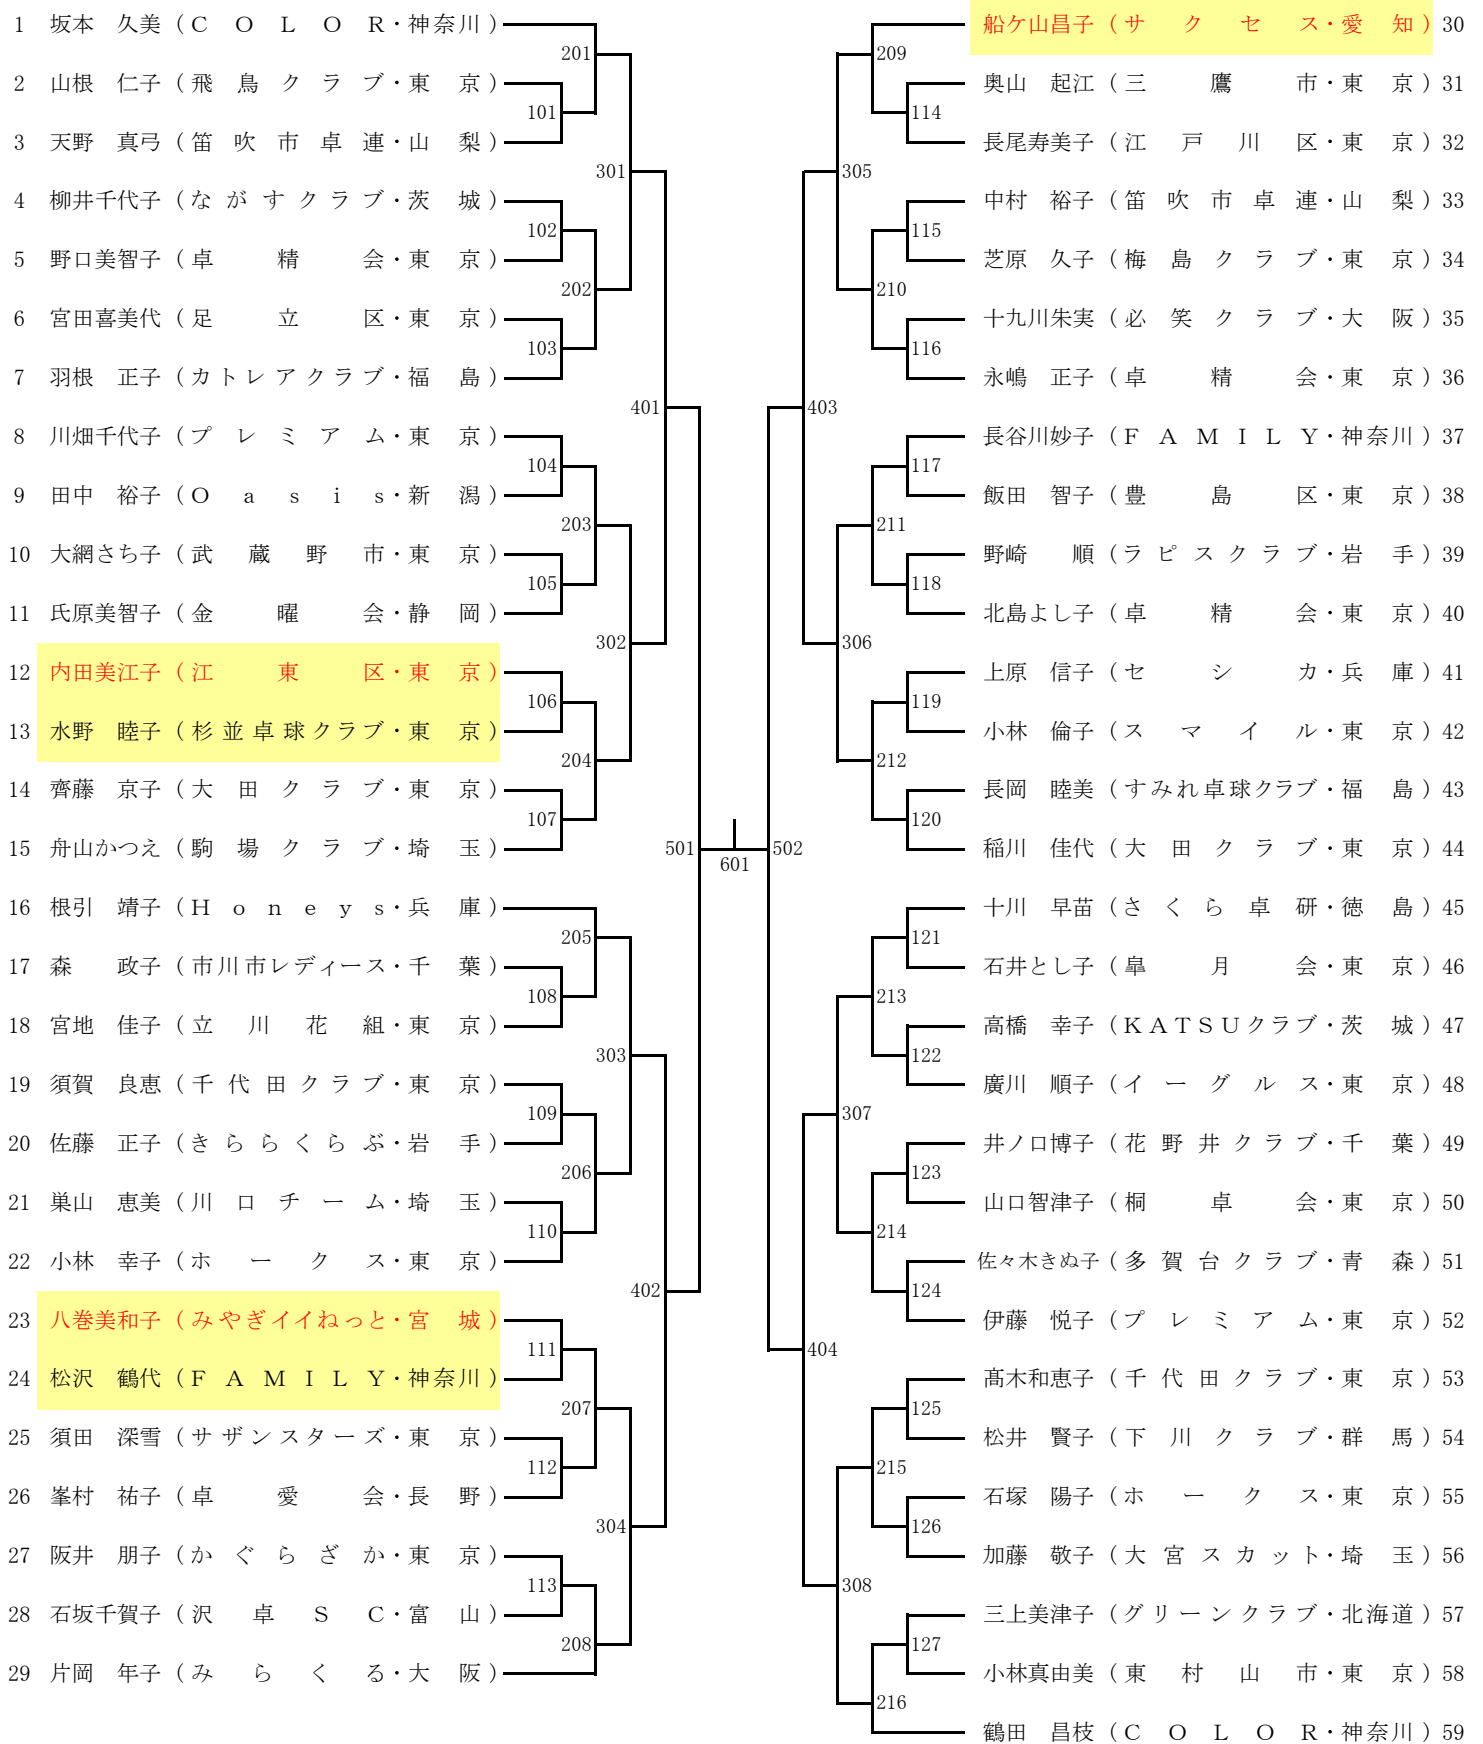 1 坂本 久美 (COLOR・神奈川)
2 山根 仁子 (飛鳥クラブ・東京)
3 天野 真弓 (笛吹市卓連・山梨)
4 柳井千代子 (ながすクラブ・茨城)
5 野口美智子 (卓精会・東京)
6 宮田喜美代 (足立区・東京)
7 羽根 正子 (カトレアクラブ・福島)
8 川畑千代子 (プレミアム・東京)
9 田中 裕子 (Oasis・新潟)
10 大網さち子 (武蔵野市・東京)
11 氏原美智子 (金曜会・静岡)
12 内田美江子 (江東区・東京)
13 水野 睦子 (杉並卓球クラブ・東京)
14 齊藤 京子 (大田クラブ・東京)
15 舟山かつえ (駒場クラブ・埼玉)
16 根引 靖子 (Honeys・兵庫)
17 森 政子 (市川市レディース・千葉)
18 宮地 佳子 (立川花組・東京)
19 須賀 良恵 (千代田クラブ・東京)
20 佐藤 正子 (きららくらぶ・岩手)
21 巣山 恵美 (川口チーム・埼玉)
22 小林 幸子 (ホークス・東京)
23 八巻美和子 (みやぎイイねっと・宮城)
24 松沢 鶴代 (FAMILY・神奈川)
25 須田 深雪 (サザンスターズ・東京)
26 峯村 祐子 (卓愛会・長野)
27 阪井 朋子 (かぐらざか・東京)
28 石坂千賀子 (沢卓SC・富山)
29 片岡 年子 (みらくる・大阪)
201
101
301
102
202
103
401
104
203
105
302
106
204
107
501
205
108
303
109
206
110
402
111
207
112
304
113
208
601
502
209
114
305
115
210
116
403
117
211
118
306
119
212
120
121
213
122
307
123
214
124
404
125
215
126
308
127
216
船ケ山昌子 (サクセス・愛知) 30
奥山 起江 (三鷹市・東京) 31
長尾寿美子 (江戸川区・東京) 32
中村 裕子 (笛吹市卓連・山梨) 33
芝原 久子 (梅島クラブ・東京) 34
十九川朱実 (必笑クラブ・大阪) 35
永嶋 正子 (卓精会・東京) 36
長谷川妙子 (FAMILY・神奈川) 37
飯田 智子 (豊島区・東京) 38
野崎 順 (ラピスクラブ・岩手) 39
北島よし子 (卓精会・東京) 40
上原 信子 (セシカ・兵庫) 41
小林 倫子 (スマイル・東京) 42
長岡 睦美 (すみれ卓球クラブ・福島) 43
稲川 佳代 (大田クラブ・東京) 44
十川 早苗 (さくら卓研・徳島) 45
石井とし子 (皐月会・東京) 46
高橋 幸子 (KATSUクラブ・茨城) 47
廣川 順子 (イーグルス・東京) 48
井ノ口博子 (花野井クラブ・千葉) 49
山口智津子 (桐卓会・東京) 50
佐々木きぬ子 (多賀台クラブ・青森) 51
伊藤 悦子 (プレミアム・東京) 52
髙木和恵子 (千代田クラブ・東京) 53
松井 賢子 (下川クラブ・群馬) 54
石塚 陽子 (ホークス・東京) 55
加藤 敬子 (大宮スカット・埼玉) 56
三上美津子 (グリーンクラブ・北海道) 57
小林真由美 (東村山市・東京) 58
鶴田 昌枝 (COLOR・神奈川) 59